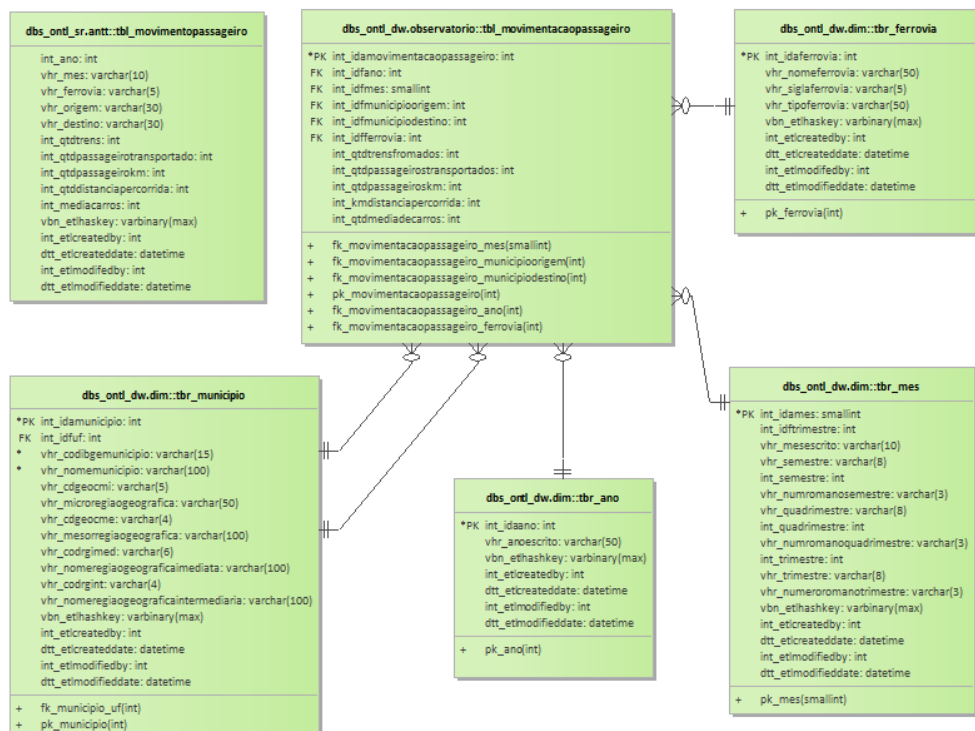 dbs_ontl_sr.antt::tbl_movimentopassageiro
int_ano: int
vhr_mes: varchar(10)
vhr_ferrovia: varchar(5)
vhr_origem: varchar(30)
vhr_destino: varchar(30)
int_qtdtrens: int
int_qtdpassageirotransportado: int
int_qtdpassageirokm: int
int_qtddistanciapercorrida: int
int_mediacarros: int
vbn_etlhaskey: varbinary(max)
int_etlcreatedby: int
dtt_etlcreateddate: datetime
int_etlmodifedby: int
dtt_etlmodifieddate: datetime
dbs_ontl_dw.observatorio::tbl_movimentacaopassageiro
*PK int_idamovimentacaopassageiro: int
FK int_idfano: int
FK int_idfmes: smallint
FK int_idfmunicipioorigem: int
FK int_idfmunicipiodestino: int
FK int_idfferrovia: int
int_qtdtrensfromados: int
int_qtdpassageirostransportados: int
int_qtdpassageiroskm: int
int_kmdistanciapercorrida: int
int_qtdmediadecarros: int
+ fk_movimentacaopassageiro_mes(smallint)
+ fk_movimentacaopassageiro_municipioorigem(int)
+ fk_movimentacaopassageiro_municipiodestino(int)
+ pk_movimentacaopassageiro(int)
+ fk_movimentacaopassageiro_ano(int)
+ fk_movimentacaopassageiro_ferrovia(int)
dbs_ontl_dw.dim::tbr_ferrovia
*PK int_idaferrovia: int
vhr_nomeferrovia: varchar(50)
vhr_siglaferrovia: varchar(5)
vhr_tipoferrovia: varchar(50)
vbn_etlhaskey: varbinary(max)
int_etlcreatedby: int
dtt_etlcreateddate: datetime
int_etlmodifedby: int
dtt_etlmodifieddate: datetime
+ pk_ferrovia(int)
dbs_ontl_dw.dim::tbr_municipio
*PK int_idamunicipio: int
FK int_idfuf: int
* vhr_codibgemunicipio: varchar(15)
* vhr_nomemunicipio: varchar(100)
vhr_cdgeocmi: varchar(5)
vhr_microregiaogeografica: varchar(50)
vhr_cdgeocme: varchar(4)
vhr_mesorregiaogeografica: varchar(100)
vhr_codrgimed: varchar(6)
vhr_nomeregiaogeograficaimediata: varchar(100)
vhr_codrgint: varchar(4)
vhr_nomeregiaogeograficaintermediaria: varchar(100)
vbn_etlhashkey: varbinary(max)
int_etlcreatedby: int
dtt_etlcreateddate: datetime
int_etlmodifiedby: int
dtt_etlmodifieddate: datetime
+ fk_municipio_uf(int)
+ pk_municipio(int)
dbs_ontl_dw.dim::tbr_ano
*PK int_idaano: int
vhr_anoescrito: varchar(50)
vbn_etlhashkey: varbinary(max)
int_etlcreatedby: int
dtt_etlcreateddate: datetime
int_etlmodifiedby: int
dtt_etlmodifieddate: datetime
+ pk_ano(int)
dbs_ontl_dw.dim::tbr_mes
*PK int_idames: smallint
int_idftrimestre: int
vhr_mesescrito: varchar(10)
vhr_semestre: varchar(8)
int_semestre: int
vhr_numromanosemestre: varchar(3)
vhr_quadrimestre: varchar(8)
int_quadrimestre: int
vhr_numromanoquadrimestre: varchar(3)
int_trimestre: int
vhr_trimestre: varchar(8)
vhr_numeroromanotrimestre: varchar(3)
vbn_etlhashkey: varbinary(max)
int_etlcreatedby: int
dtt_etlcreateddate: datetime
int_etlmodifiedby: int
dtt_etlmodifieddate: datetime
+ pk_mes(smallint)